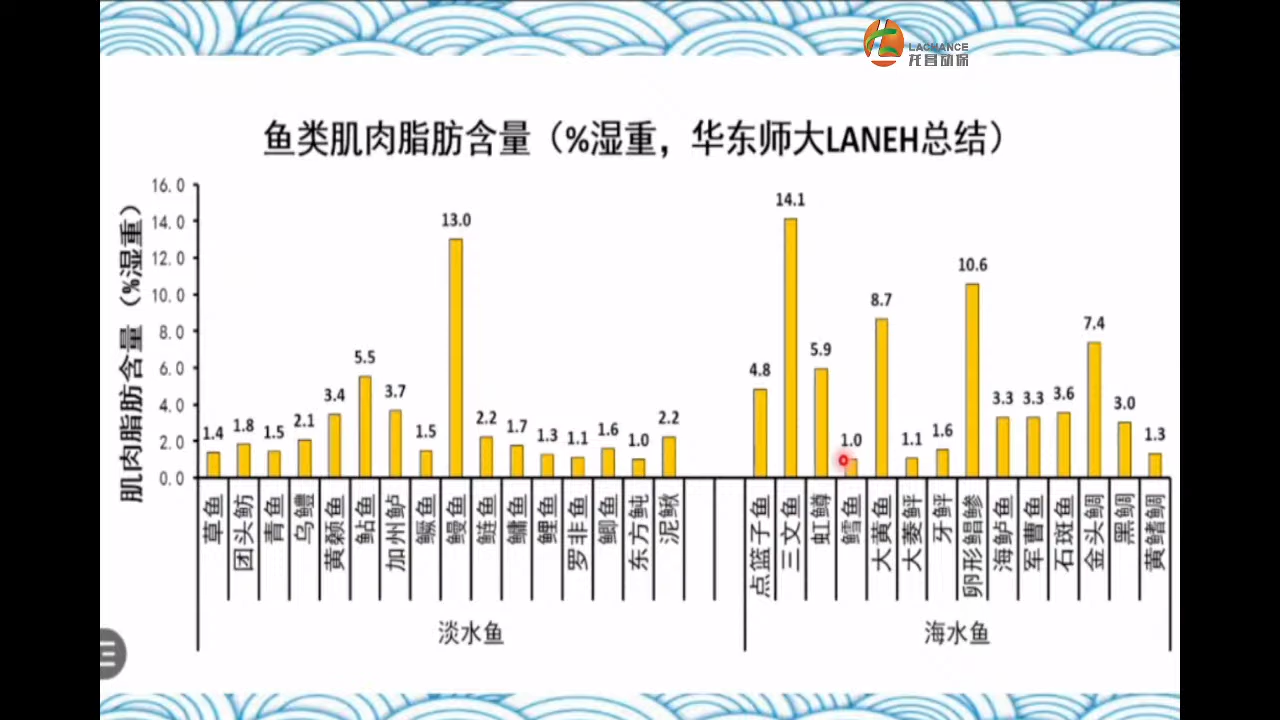 LACHANCE
龙昌动保
鱼类肌肉脂肪含量（%湿重，华东师大LANEH总结）
肌肉脂肪含量（%湿重）
16.0
14.0
12.0
10.0
8.0
6.0
4.0
2.0
0.0
1.4
1.8
1.5
2.1
3.4
5.5
3.7
1.5
13.0
2.2
1.7
1.3
1.1
1.6
1.0
2.2
4.8
14.1
5.9
1.0
8.7
1.1
1.6
10.6
3.3
3.3
3.6
7.4
3.0
1.3
草鱼
团头鲂
青鱼
乌鳢
黄颡鱼
鲇鱼
加州鲈
鳜鱼
鳗鱼
鲢鱼
鳙鱼
鲤鱼
罗非鱼
鲫鱼
东方鲀
泥鳅
点篮子鱼
三文鱼
虹鳟
鳕鱼
大黄鱼
大菱鲆
牙鲆
卵形鲳鲹
海鲈鱼
军曹鱼
石斑鱼
金头鲷
黑鲷
黄鳍鲷
淡水鱼
海水鱼